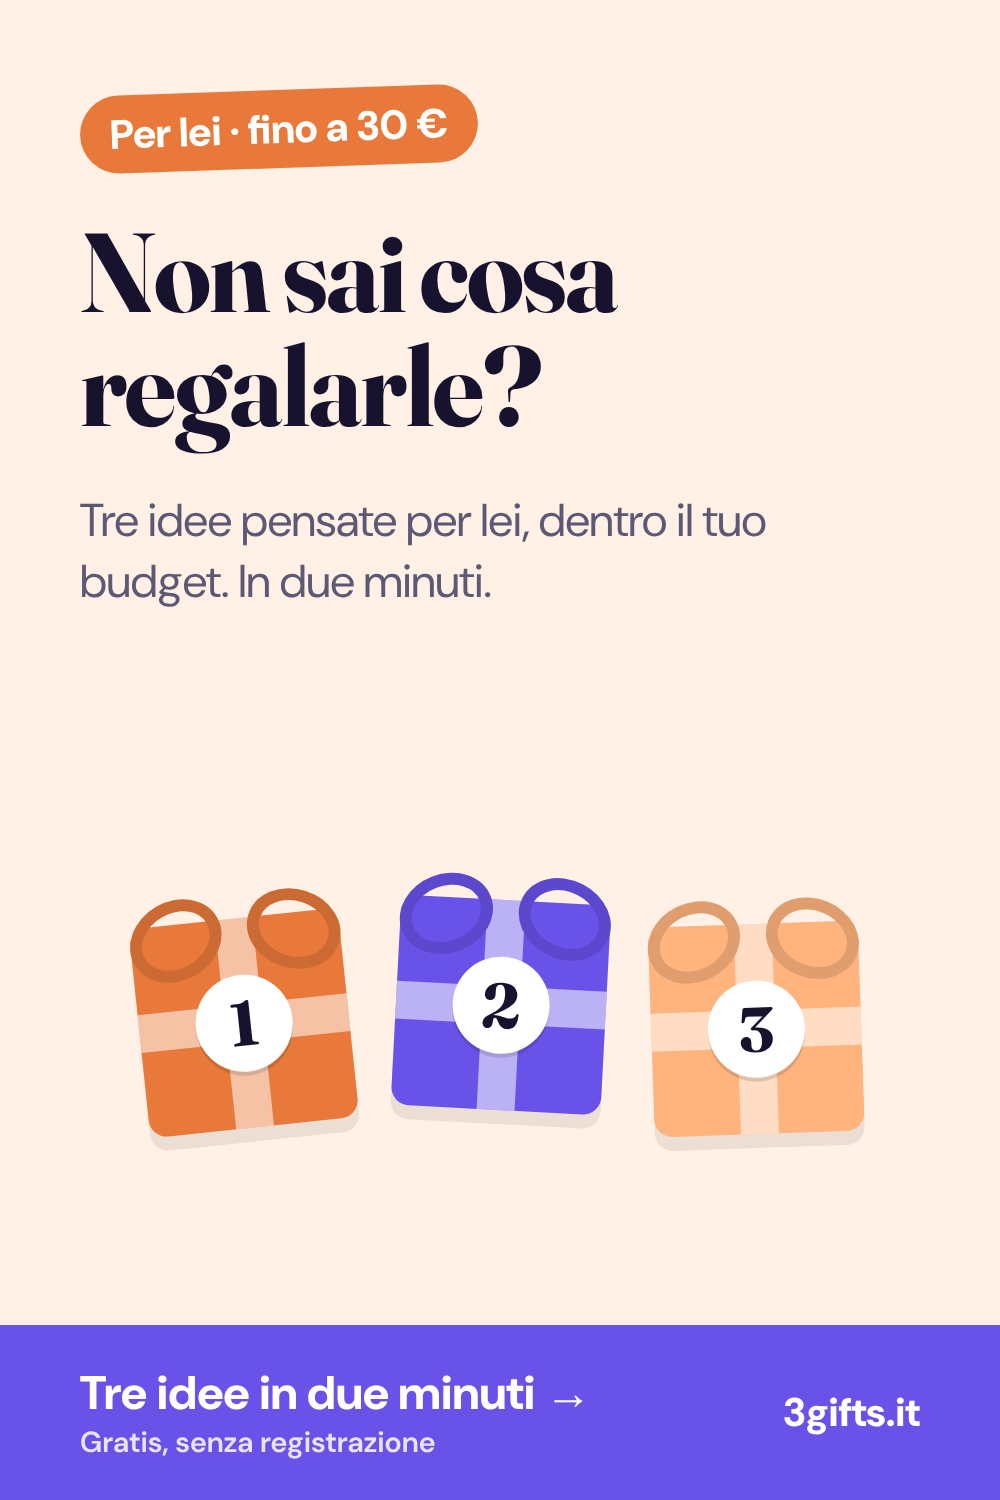 Per lei · fino a 30 €
Non sai cosa
regalarle?
Tre idee pensate per lei, dentro il tuo
budget. In due minuti.
1
2
3
Tre idee in due minuti →
Gratis, senza registrazione
3gifts.it